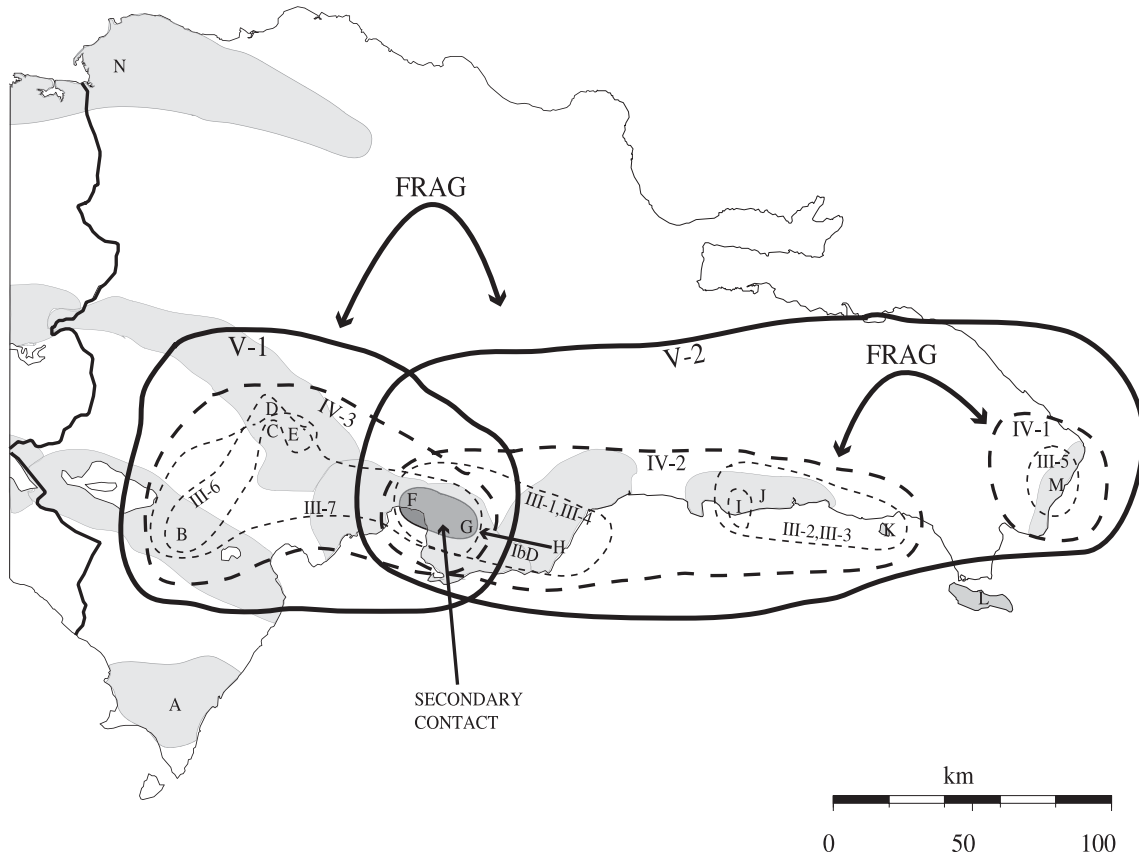 N
FRAG
V-1
V-2
FRAG
D
IV-3
C
E
IV-1
IV-2
III-5
M
III-6
III-7
III-1,III-4
F
G
J
I
K
III-2,III-3
B
IbD
H
L
SECONDARY
CONTACT
A
km
0
50
100